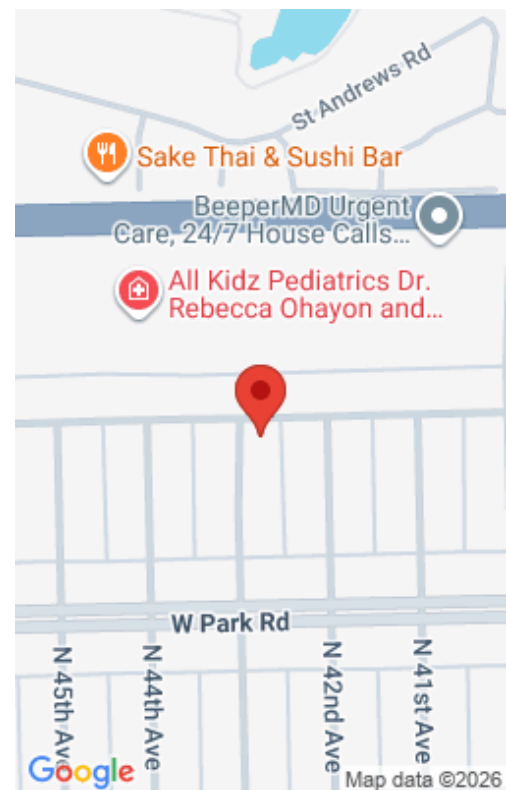 St Andrews Rd
Sake Thai & Sushi Bar
BeeperMD Urgent
Care, 24/7 House Calls...
All Kidz Pediatrics Dr.
Rebecca Ohayon and...
W Park Rd
N 45th Ave
N 44th Ave
N 42nd Ave
N 41st Ave
Google
Map data ©2026